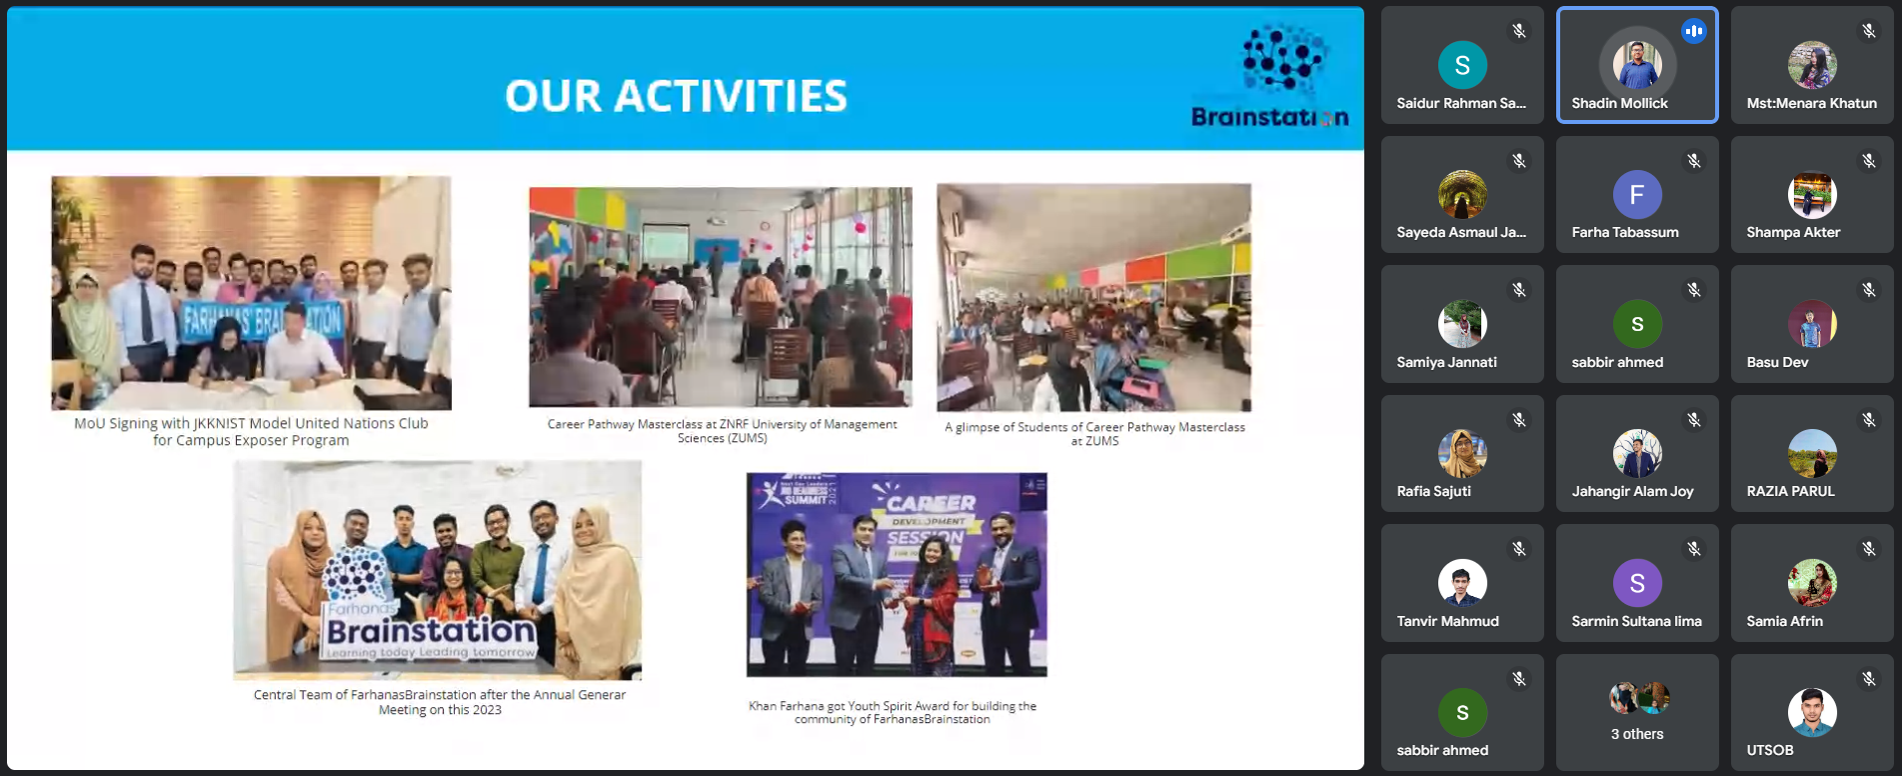 OUR ACTIVITIES
Brainstation
FARHANAS' BRAINSTATION
MoU Signing with JKKNIST Model United Nations Club
for Campus Exposer Program
Career Pathway Masterclass at ZNRF University of Management
Sciences (ZUMS)
A glimpse of Students of Career Pathway Masterclass
at ZUMS
Farhanas
Brainstation
Learning today Leading tomorrow
Central Team of FarhanasBrainstation after the Annual Generar
Meeting on this 2023
SUMMIT 2021
CAREER
DEVELOPMENT
SESSION
Khan Farhana got Youth Spirit Award for building the
community of FarhanasBrainstation
S
Saidur Rahman Sa...
Shadin Mollick
Mst:Menara Khatun
Sayeda Asmaul Ja...
F
Farha Tabassum
Shampa Akter
Samiya Jannati
s
sabbir ahmed
Basu Dev
Rafia Sajuti
Jahangir Alam Joy
RAZIA PARUL
Tanvir Mahmud
S
Sarmin Sultana lima
Samia Afrin
s
sabbir ahmed
3 others
UTSOB